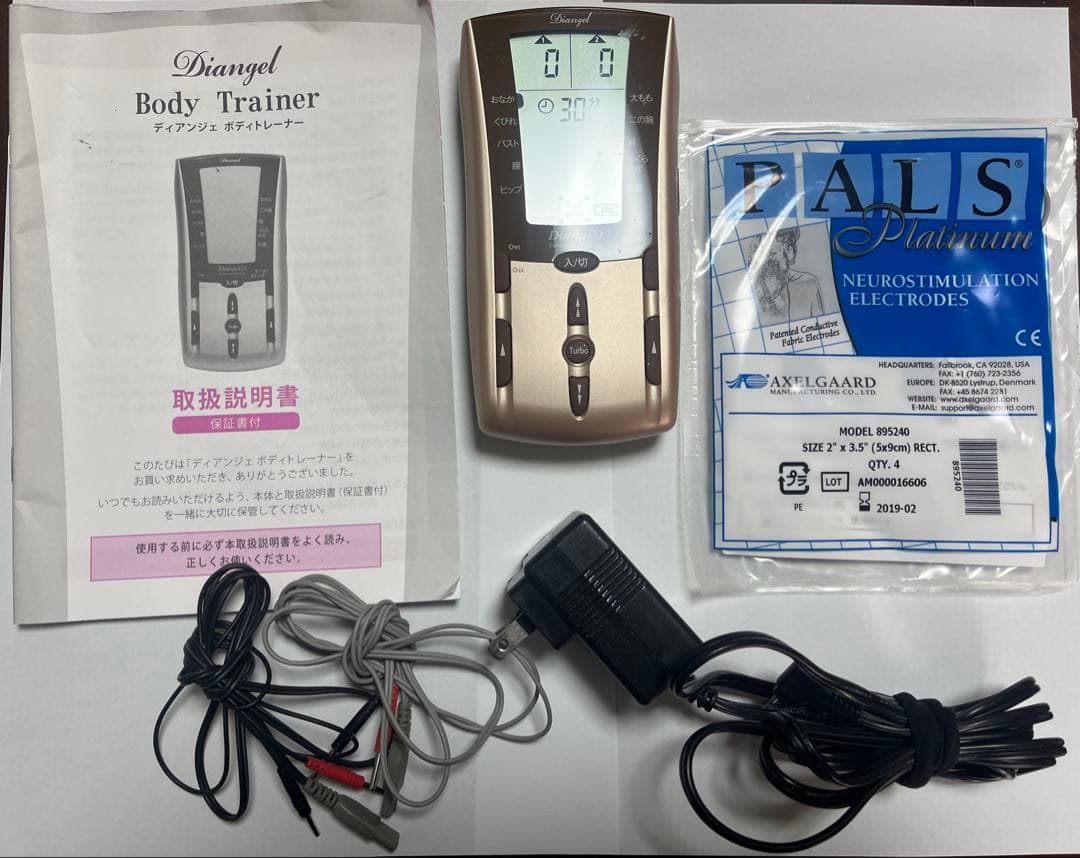 Diangel
Body Trainer
ディアンジェ ボディトレーナー
Diangel
入/切
Turbo
取扱説明書
保証書付
このたびは「ディアンジェ ボディトレーナー」を
お買い求めいただき、ありがとうございました。
いつでもお読みいただけるよう、本体と取扱説明書(保証書付)
を一緒に大切に保管してください。
使用する前に必ず本取扱説明書をよく読み、
正しくお使いください。
Diangel
0 0
30分
おなか
くびれ
バスト
腰
ヒップ
太もも
二の腕
入/切
Turbo
PALS®
Platinum
NEUROSTIMULATION
ELECTRODES
Patented Conductive
Fabric Electrodes
CE
AXELGAARD
MANUFACTURING CO., LTD.
HEADQUARTERS: Fallbrook, CA 92028, USA
FAX: +1 (760) 723-2356
EUROPE: DK-8520 Lystrup, Denmark
FAX: +45 8674 2281
WEBSITE: www.axelgaard.com
E-MAIL: support@axelgaard.com
MODEL 895240
SIZE 2" x 3.5" (5x9cm) RECT.
QTY. 4
プラ
PE
LOT AM000016606
2019-02
895240